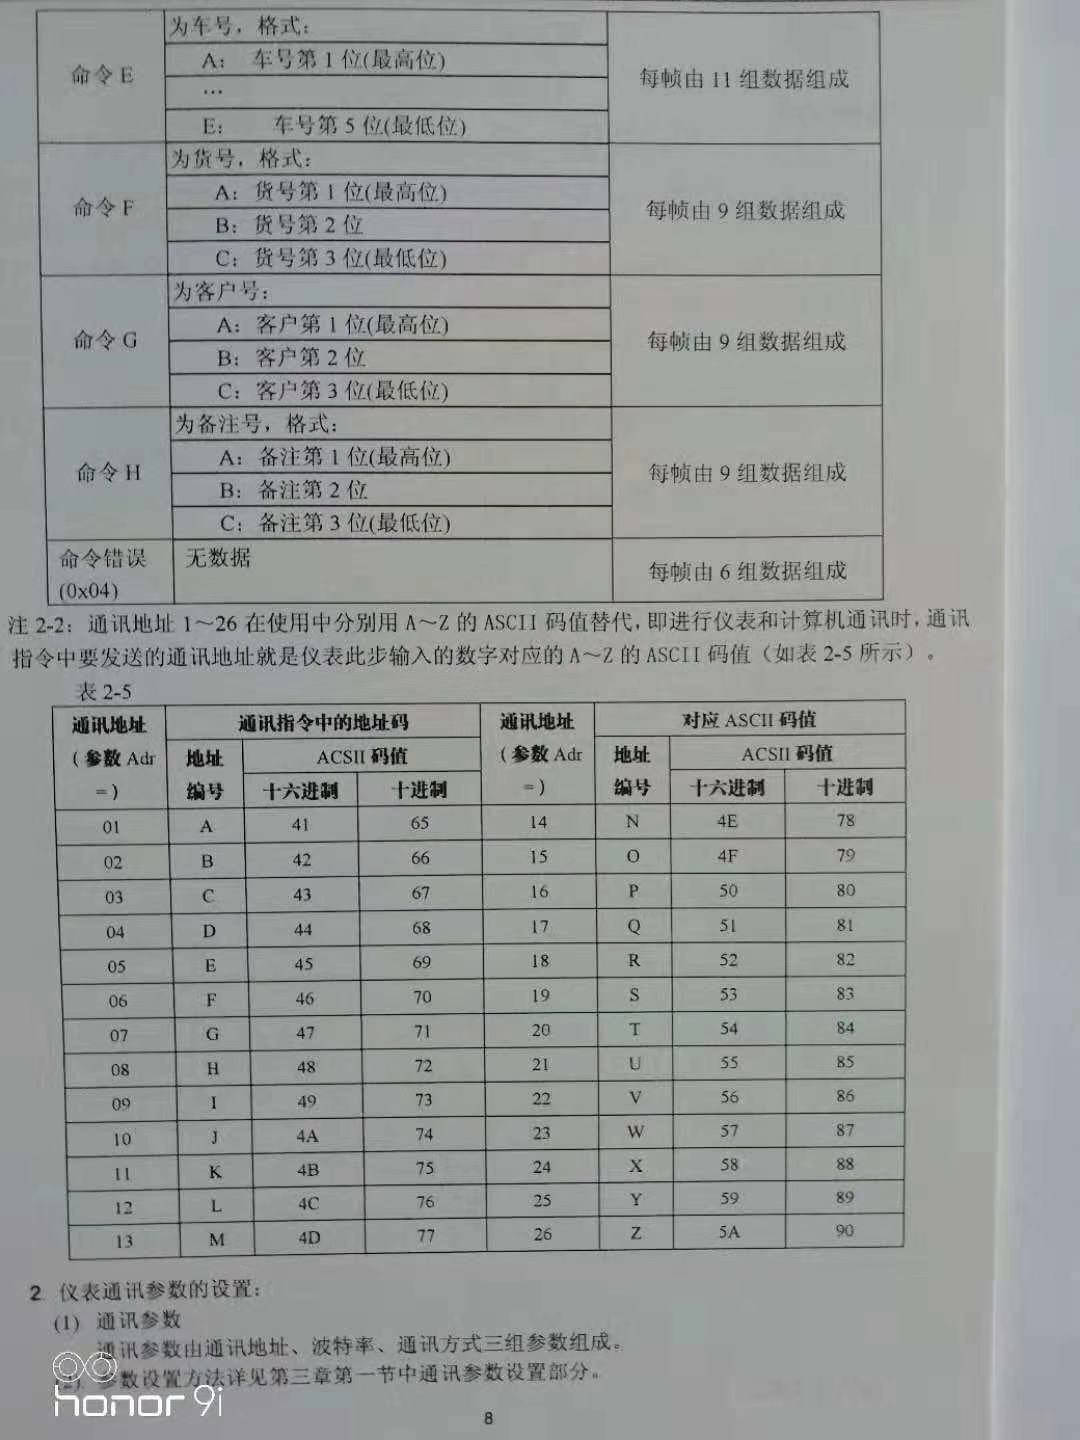 为车号，格式：
命令 E
A： 车号第 1 位(最高位)
…
E： 车号第 5 位(最低位)
每帧由 11 组数据组成
为货号，格式：
命令 F
A：货号第 1 位(最高位)
B：货号第 2 位
C：货号第 3 位(最低位)
每帧由 9 组数据组成
为客户号：
命令 G
A：客户第 1 位(最高位)
B：客户第 2 位
C：客户第 3 位(最低位)
每帧由 9 组数据组成
为备注号，格式：
命令 H
A：备注第 1 位(最高位)
B：备注第 2 位
C：备注第 3 位(最低位)
每帧由 9 组数据组成
命令错误 无数据
(0x04)
每帧由 6 组数据组成
注 2-2：通讯地址 1～26 在使用中分别用 A～Z 的 ASCII 码值替代，即进行仪表和计算机通讯时，通讯
指令中要发送的通讯地址就是仪表此步输入的数字对应的 A～Z 的 ASCII 码值（如表 2-5 所示）。
表 2-5
通讯地址 通讯指令中的地址码 通讯地址 对应 ASCII 码值
（参数 Adr 地址 ACSII 码值 （参数 Adr 地址 ACSII 码值
=） 编号 十六进制 十进制 =） 编号 十六进制 十进制
01 A 41 65 14 N 4E 78
02 B 42 66 15 O 4F 79
03 C 43 67 16 P 50 80
04 D 44 68 17 Q 51 81
05 E 45 69 18 R 52 82
06 F 46 70 19 S 53 83
07 G 47 71 20 T 54 84
08 H 48 72 21 U 55 85
09 I 49 73 22 V 56 86
10 J 4A 74 23 W 57 87
11 K 4B 75 24 X 58 88
12 L 4C 76 25 Y 59 89
13 M 4D 77 26 Z 5A 90
2 仪表通讯参数的设置：
(1) 通讯参数
通讯参数由通讯地址、波特率、通讯方式三组参数组成。
(2) 参数设置方法详见第三章第一节中通讯参数设置部分。
honor 9i
8